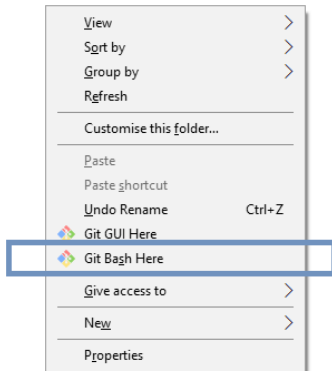 View
Sort by
Group by
Refresh
Customise this folder...
Paste
Paste shortcut
Undo Rename Ctrl+Z
Git GUI Here
Git Bash Here
Give access to
New
Properties